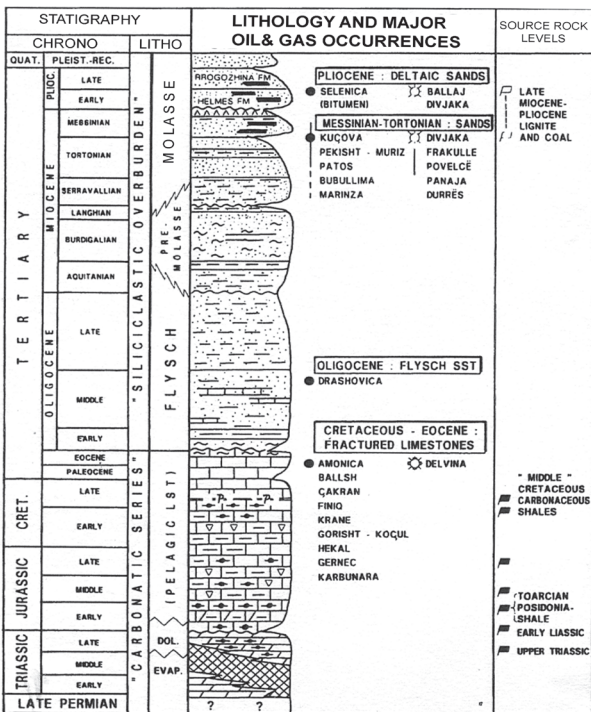 STATIGRAPHY
CHRONO
LITHO
LITHOLOGY AND MAJOR
OIL& GAS OCCURRENCES
SOURCE ROCK
LEVELS
QUAT.
PLEIST.-REC.
TERTIARY
PLIOC.
LATE
EARLY
MIOCENE
MESSINIAN
TORTONIAN
SERRAVALLIAN
LANGHIAN
BURDIGALIAN
AQUITANIAN
OLIGOCENE
LATE
MIDDLE
EARLY
EOCENE
PALEOCENE
CRET.
LATE
EARLY
JURASSIC
LATE
MIDDLE
EARLY
TRIASSIC
LATE
MIDDLE
EARLY
LATE PERMIAN
"SILICICLASTIC OVERBURDEN"
"CARBONATIC SERIES"
MOLASSE
PRE-
MOLASSE
FLYSCH
(PELAGIC LST)
DOL.
EVAP.
RROGOZHINA FM
HELMES FM
?
? ?
PLIOCENE : DELTAIC SANDS
SELENICA BALLAJ
(BITUMEN) DIVJAKA
MESSINIAN-TORTONIAN : SANDS
KUÇOVA DIVJAKA
PEKISHT - MURIZ FRAKULLE
PATOS POVELCË
BUBULLIMA PANAJA
MARINZA DURRËS
OLIGOCENE : FLYSCH SST
DRASHOVICA
CRETACEOUS - EOCENE :
FRACTURED LIMESTONES
AMONICA DELVINA
BALLSH
ÇAKRAN
FINIQ
KRANE
GORISHT - KOÇUL
HEKAL
GERNEC
KARBUNARA
LATE
MIOCENE-
PLIOCENE
LIGNITE
AND COAL
" MIDDLE "
CRETACEOUS
CARBONACEOUS
SHALES
TOARCIAN
POSIDONIA-
SHALE
EARLY LIASSIC
UPPER TRIASSIC